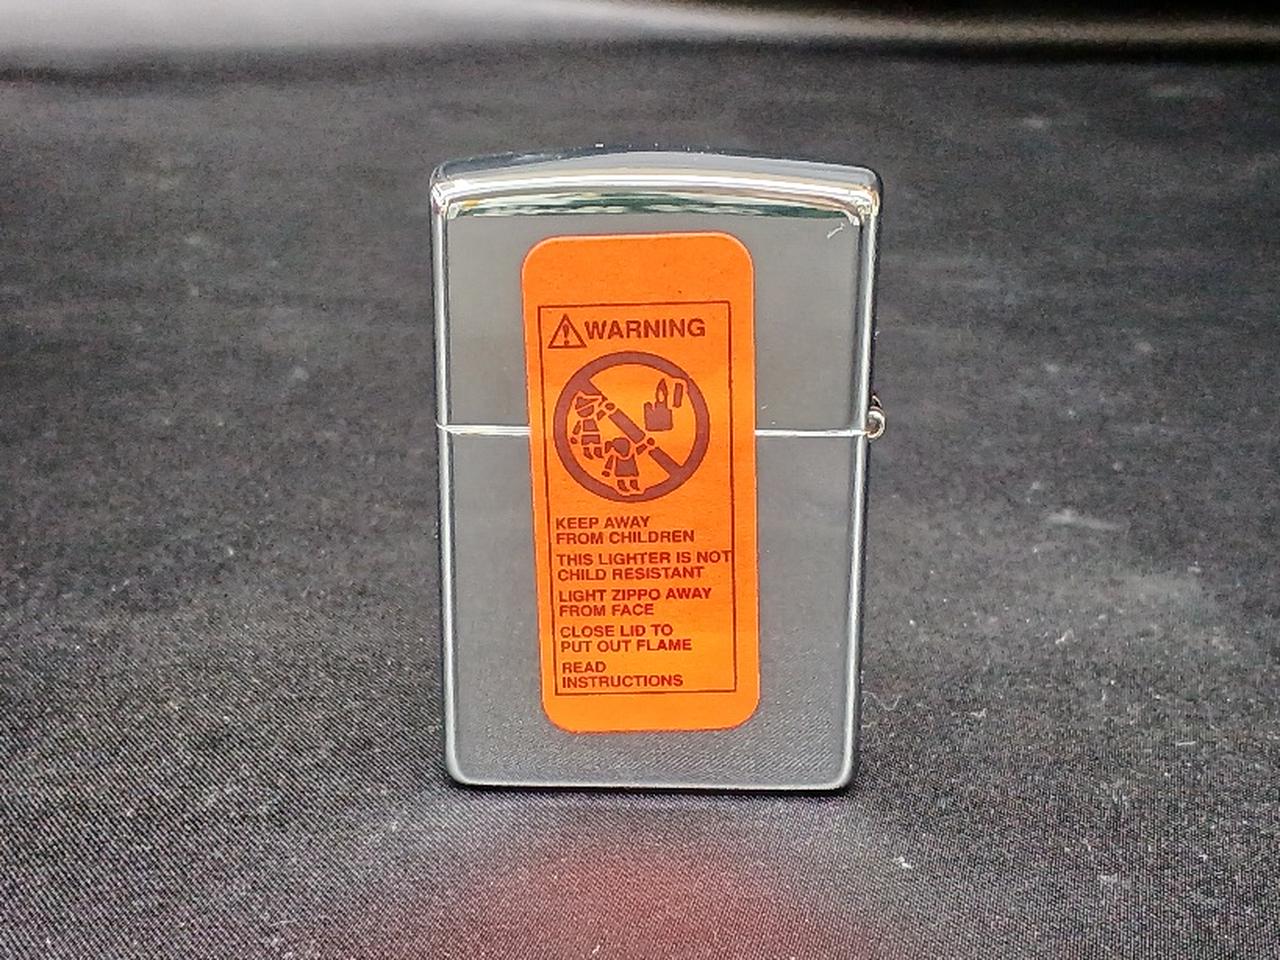 WARNING
KEEP AWAY
FROM CHILDREN
THIS LIGHTER IS NOT
CHILD RESISTANT
LIGHT ZIPPO AWAY
FROM FACE
CLOSE LID TO
PUT OUT FLAME
READ
INSTRUCTIONS